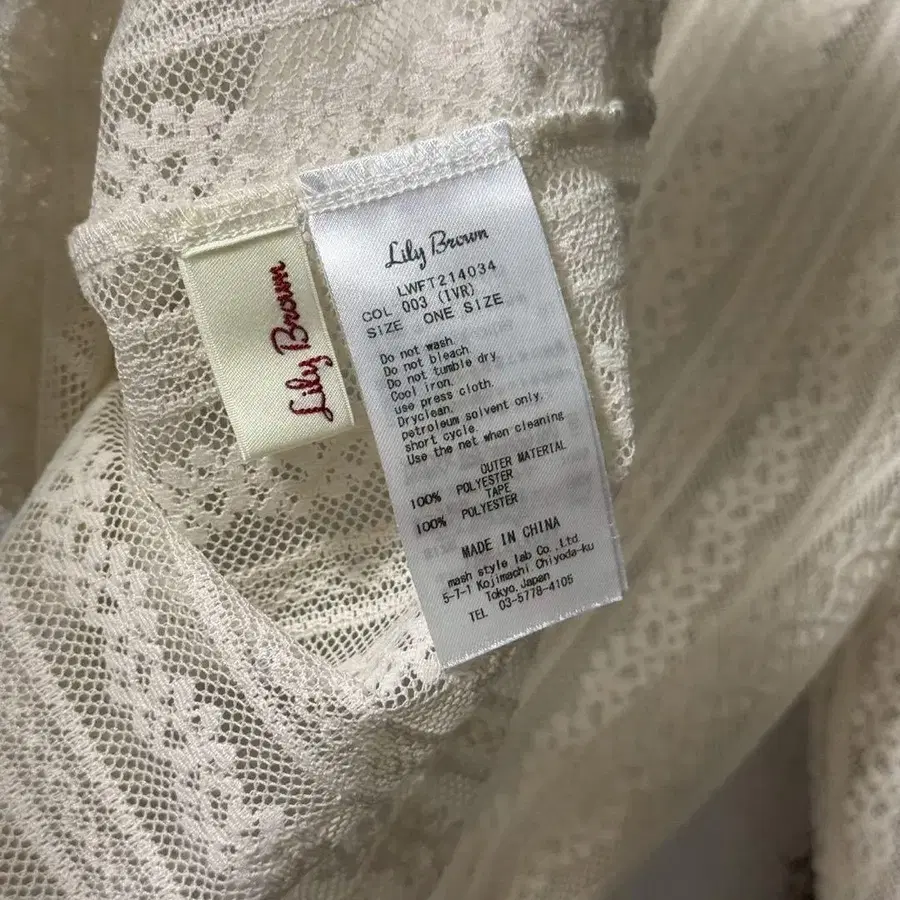 Lily Brown
Lily Brown
LWFT214034
COL 003 (IVR)
SIZE ONE SIZE
Do not wash.
Do not bleach.
Do not tumble dry.
Cool iron.
use press cloth.
Dryclean.
petroleum solvent only.
short cycle.
Use the net when cleaning
OUTER MATERIAL
100% POLYESTER
TAPE
100% POLYESTER
MADE IN CHINA
mash style lab Co.,Ltd.
5-7-1 Kojimachi Chiyoda-ku
Tokyo,Japan
TEL 03-5778-4105